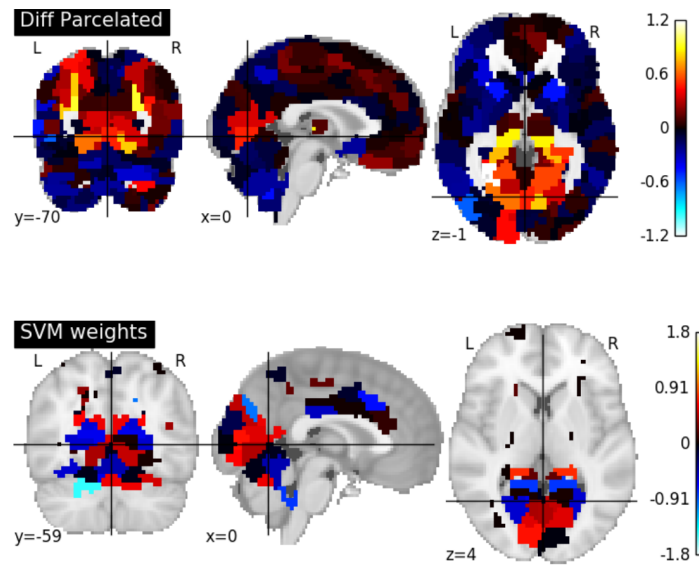 Diff Parcelated
L
R
L
R
1.2
0.6
0
-0.6
-1.2
y=-70
x=0
z=-1
SVM weights
L
R
L
R
1.8
0.91
0
-0.91
-1.8
y=-59
x=0
z=4